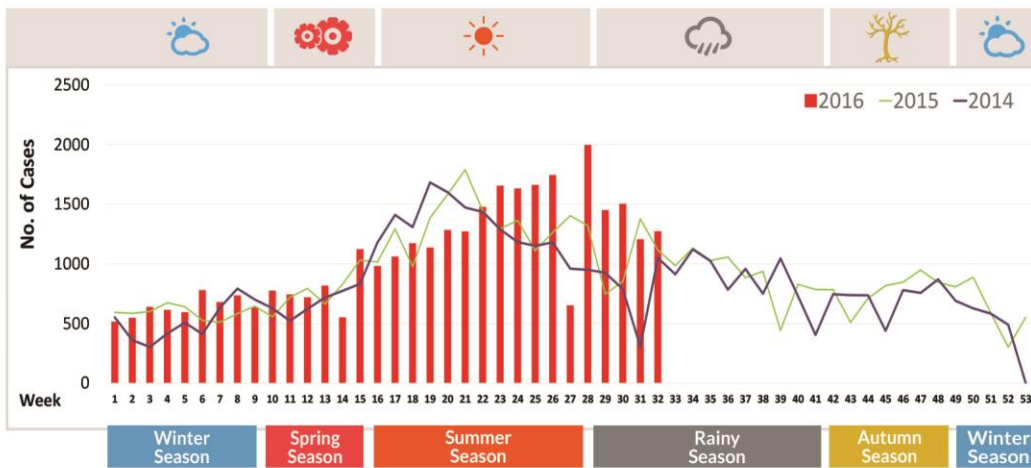 2500
2000
1500
1000
500
0
No. of Cases
2016 2015 2014
Week 1 2 3 4 5 6 7 8 9 10 11 12 13 14 15 16 17 18 19 20 21 22 23 24 25 26 27 28 29 30 31 32 33 34 35 36 37 38 39 40 41 42 43 44 45 46 47 48 49 50 51 52 53
Winter
Season
Spring
Season
Summer
Season
Rainy
Season
Autumn
Season
Winter
Season